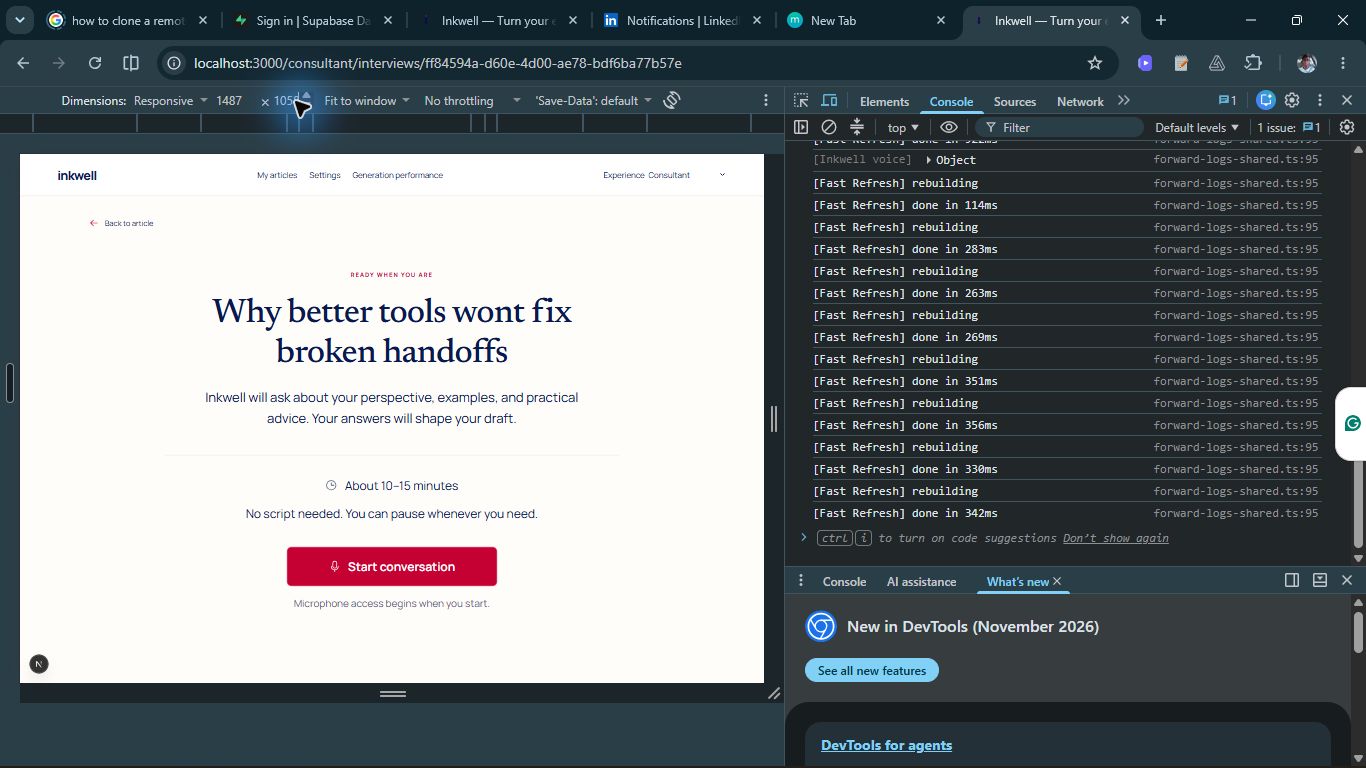 how to clone a remot
Sign in | Supabase Da
Inkwell — Turn your e
Notifications | Linked
New Tab
Inkwell — Turn your e
localhost:3000/consultant/interviews/ff84594a-d60e-4d00-ae78-bdf6ba77b57e
Dimensions: Responsive 1487 × 1050 Fit to window No throttling 'Save-Data': default
Elements Console Sources Network 1
top Filter Default levels 1 issue: 1
inkwell
My articles Settings Generation performance
Experience Consultant
Back to article
READY WHEN YOU ARE
Why better tools wont fix
broken handoffs
Inkwell will ask about your perspective, examples, and practical
advice. Your answers will shape your draft.
About 10–15 minutes
No script needed. You can pause whenever you need.
Start conversation
Microphone access begins when you start.
N
[Fast Refresh] done in 922ms
[Inkwell voice] Object forward-logs-shared.ts:95
[Fast Refresh] rebuilding forward-logs-shared.ts:95
[Fast Refresh] done in 114ms forward-logs-shared.ts:95
[Fast Refresh] rebuilding forward-logs-shared.ts:95
[Fast Refresh] done in 283ms forward-logs-shared.ts:95
[Fast Refresh] rebuilding forward-logs-shared.ts:95
[Fast Refresh] done in 263ms forward-logs-shared.ts:95
[Fast Refresh] rebuilding forward-logs-shared.ts:95
[Fast Refresh] done in 269ms forward-logs-shared.ts:95
[Fast Refresh] rebuilding forward-logs-shared.ts:95
[Fast Refresh] done in 351ms forward-logs-shared.ts:95
[Fast Refresh] rebuilding forward-logs-shared.ts:95
[Fast Refresh] done in 356ms forward-logs-shared.ts:95
[Fast Refresh] rebuilding forward-logs-shared.ts:95
[Fast Refresh] done in 330ms forward-logs-shared.ts:95
[Fast Refresh] rebuilding forward-logs-shared.ts:95
[Fast Refresh] done in 342ms forward-logs-shared.ts:95
ctrl i to turn on code suggestions Don't show again
Console AI assistance What's new
New in DevTools (November 2026)
See all new features
DevTools for agents